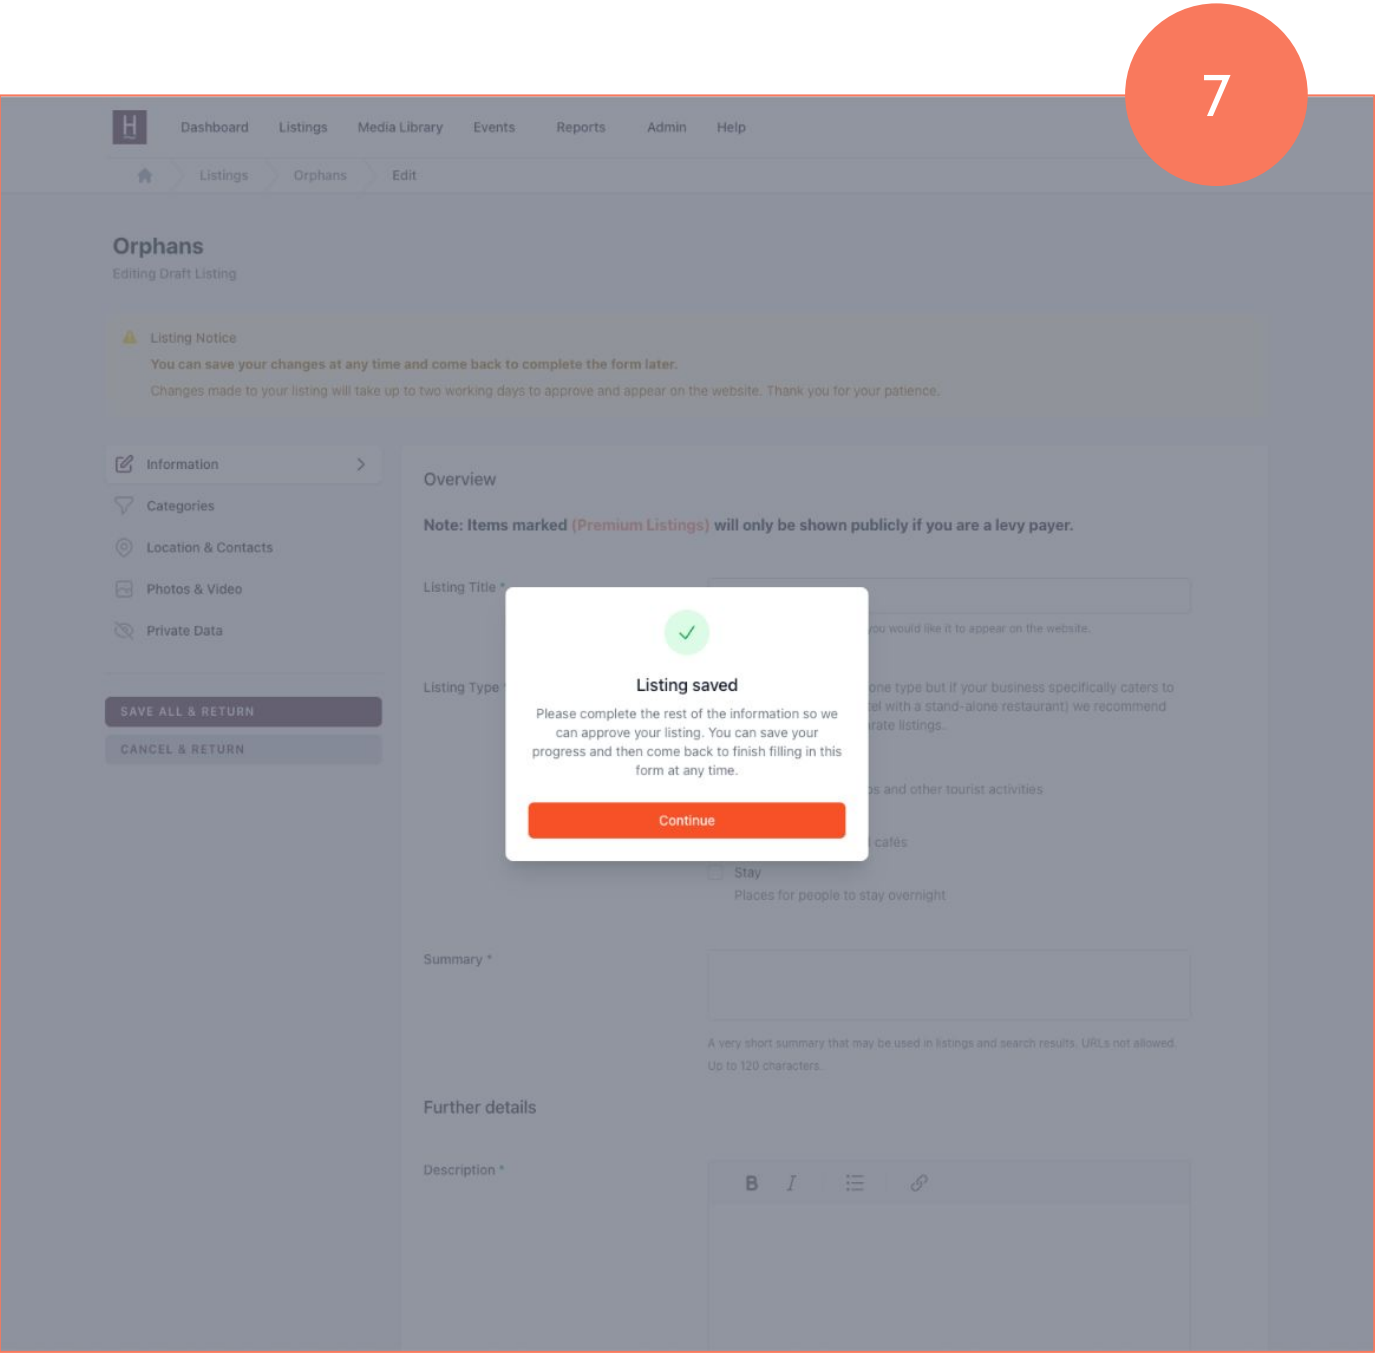 7
H
Dashboard Listings Media Library Events Reports Admin Help
Listings Orphans Edit
Orphans
Editing Draft Listing
Listing Notice
You can save your changes at any time and come back to complete the form later.
Changes made to your listing will take up to two working days to approve and appear on the website. Thank you for your patience.
Information
Categories
Location & Contacts
Photos & Video
Private Data
SAVE ALL & RETURN
CANCEL & RETURN
Overview
Note: Items marked (Premium Listings) will only be shown publicly if you are a levy payer.
Listing Title *
you would like it to appear on the website.
Listing Type
one type but if your business specifically caters to
with a stand-alone restaurant) we recommend
listings.
and other tourist activities
cafés
Stay
Places for people to stay overnight
Listing saved
Please complete the rest of the information so we
can approve your listing. You can save your
progress and then come back to finish filling in this
form at any time.
Continue
Summary *
A very short summary that may be used in listings and search results. URLs not allowed.
Up to 120 characters.
Further details
Description *
B I